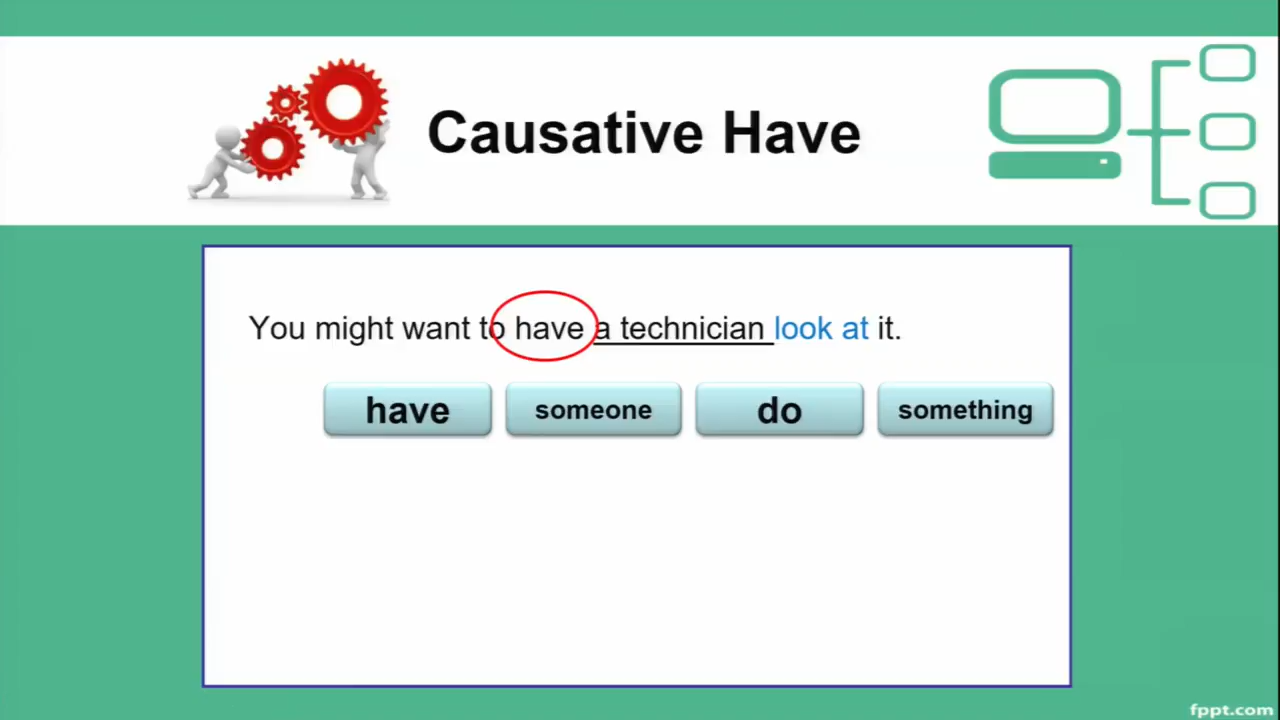 Causative Have
You might want to have a technician look at it.
have someone do something
fppt.com